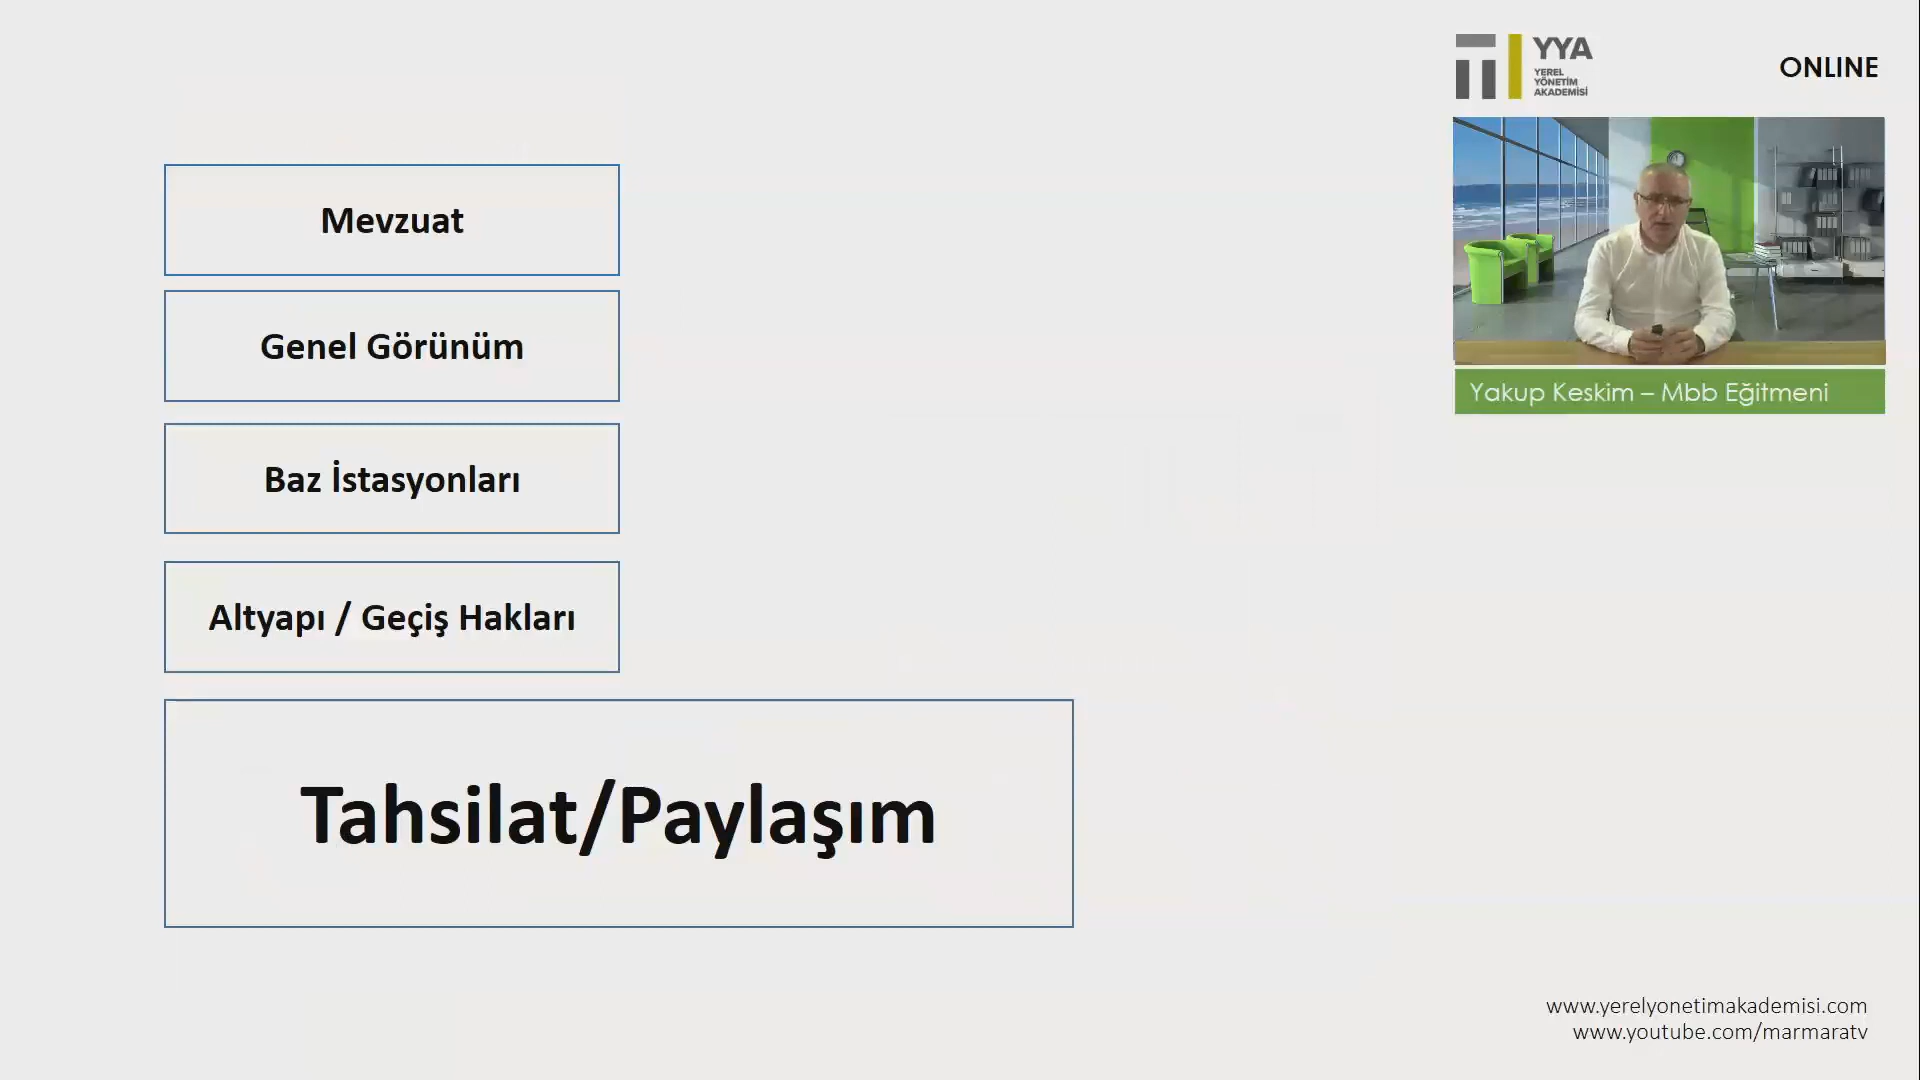 YYA
YEREL
YÖNETİM
AKADEMİSİ
ONLINE
Mevzuat
Genel Görünüm
Baz İstasyonları
Altyapı / Geçiş Hakları
Tahsilat/Paylaşım
Yakup Keskim – Mbb Eğitmeni
www.yerelyonetimakademisi.com
www.youtube.com/marmaratv